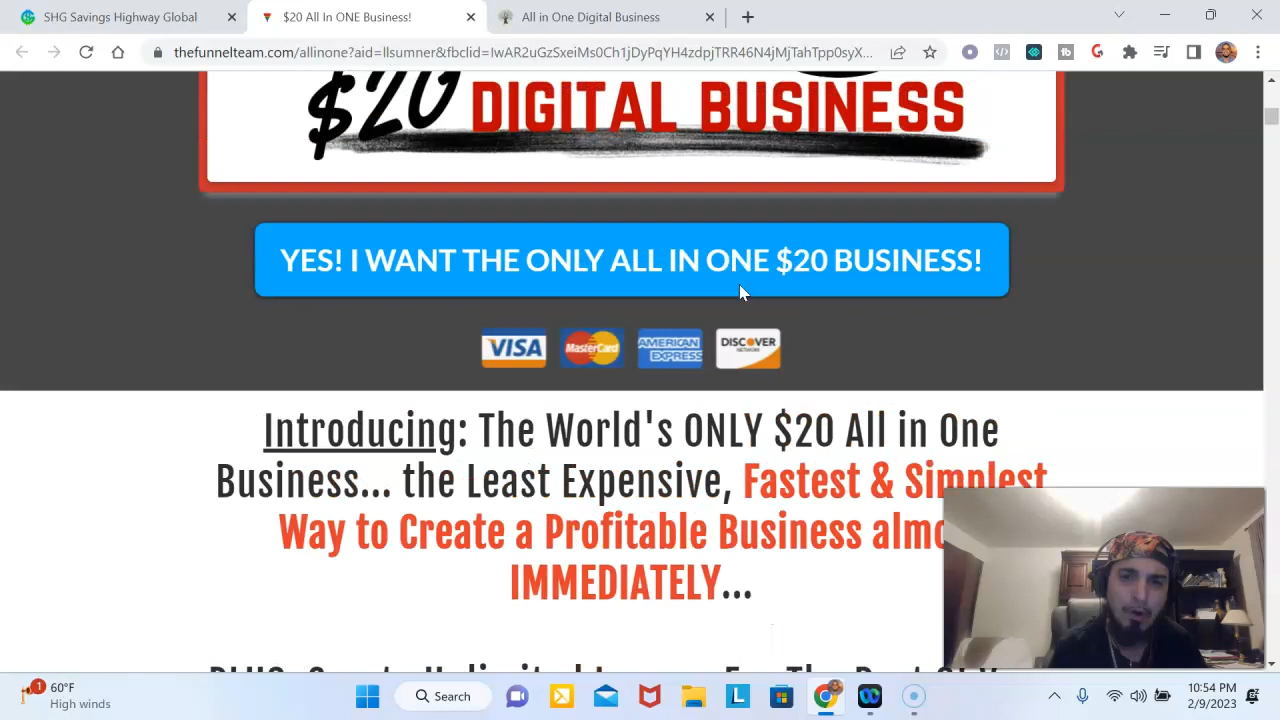 SHG Savings Highway Global
$20 All In ONE Business!
All in One Digital Business
thefunnelteam.com/allinone?aid=llsumner&fbclid=IwAR2uGzSxeiMs0Ch1jDyPqYH4zdpjTRR46N4jMjTahTpp0syX...
$20 DIGITAL BUSINESS
YES! I WANT THE ONLY ALL IN ONE $20 BUSINESS!
VISA MasterCard AMERICAN EXPRESS DISCOVER NETWORK
Introducing: The World's ONLY $20 All in One
Business... the Least Expensive, Fastest & Simplest
Way to Create a Profitable Business almo
IMMEDIATELY...
60°F
High winds
Search
10:54 PM
2/9/2023